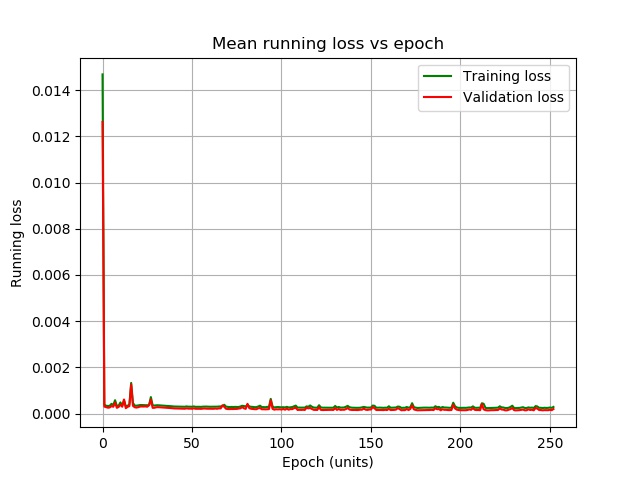 Mean running loss vs epoch
Training loss
Validation loss
0.014
0.012
0.010
0.008
0.006
0.004
0.002
0.000
Running loss
0 50 100 150 200 250
Epoch (units)